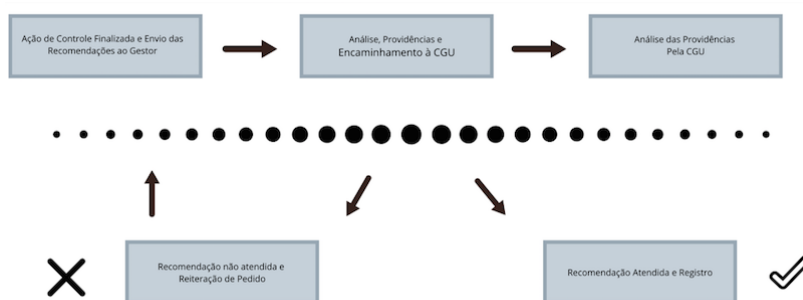 Ação de Controle Finalizada e Envio das
Recomendações ao Gestor
Análise, Providências e
Encaminhamento à CGU
Análise das Providências
Pela CGU
Recomendação não atendida e
Reiteração de Pedido
Recomendação Atendida e Registro